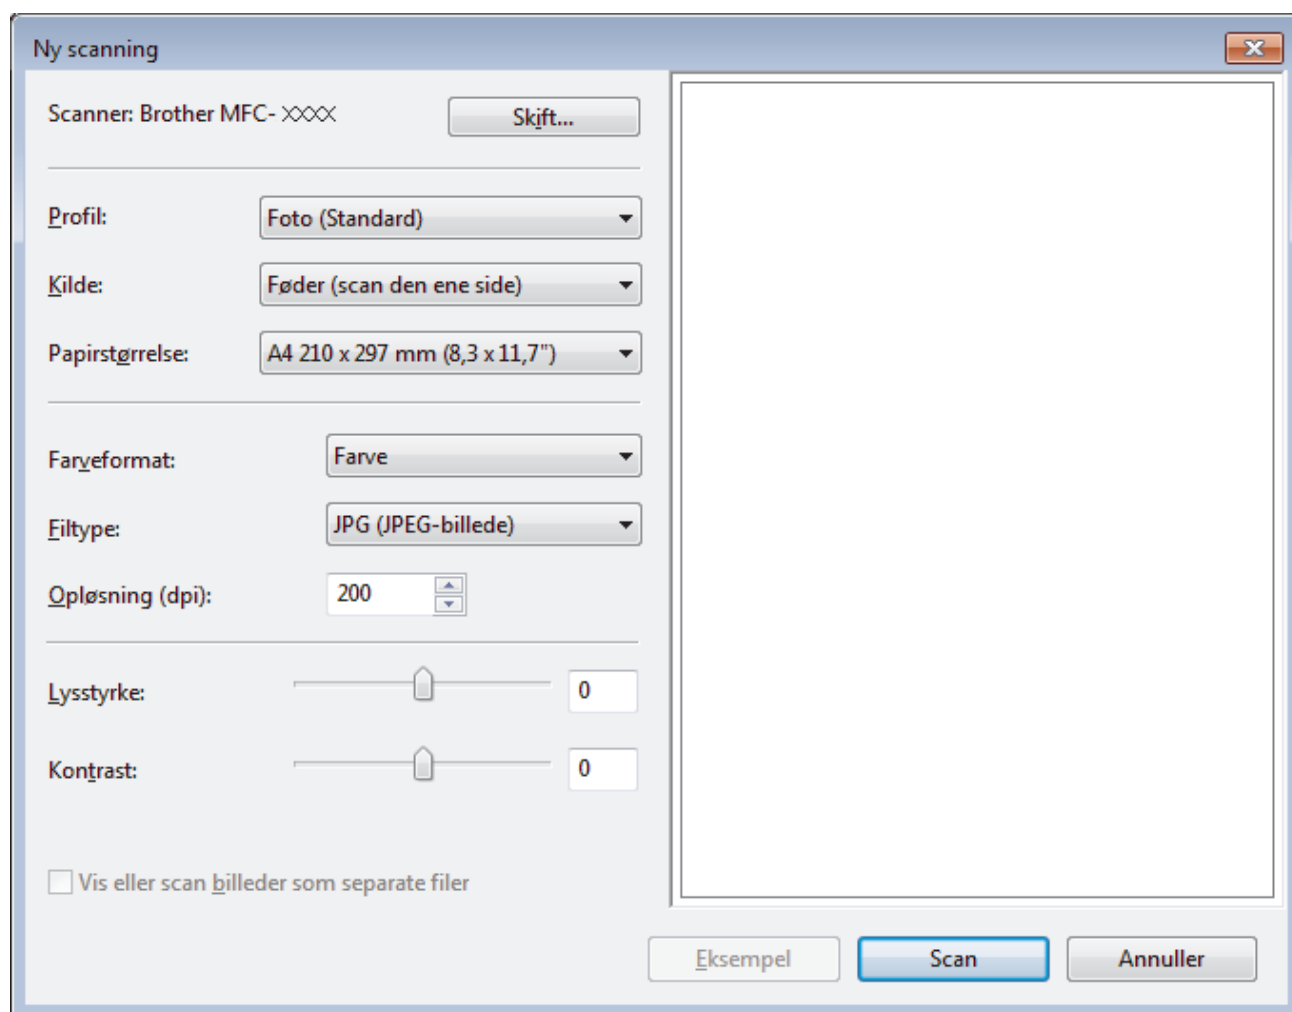 Ny scanning
Scanner: Brother MFC- XXXX
Skift...
Profil: Foto (Standard)
Kilde: Føder (scan den ene side)
Papirstørrelse: A4 210 x 297 mm (8,3 x 11,7")
Farveformat: Farve
Filtype: JPG (JPEG-billede)
Opløsning (dpi): 200
Lysstyrke: 0
Kontrast: 0
Vis eller scan billeder som separate filer
Eksempel Scan Annuller